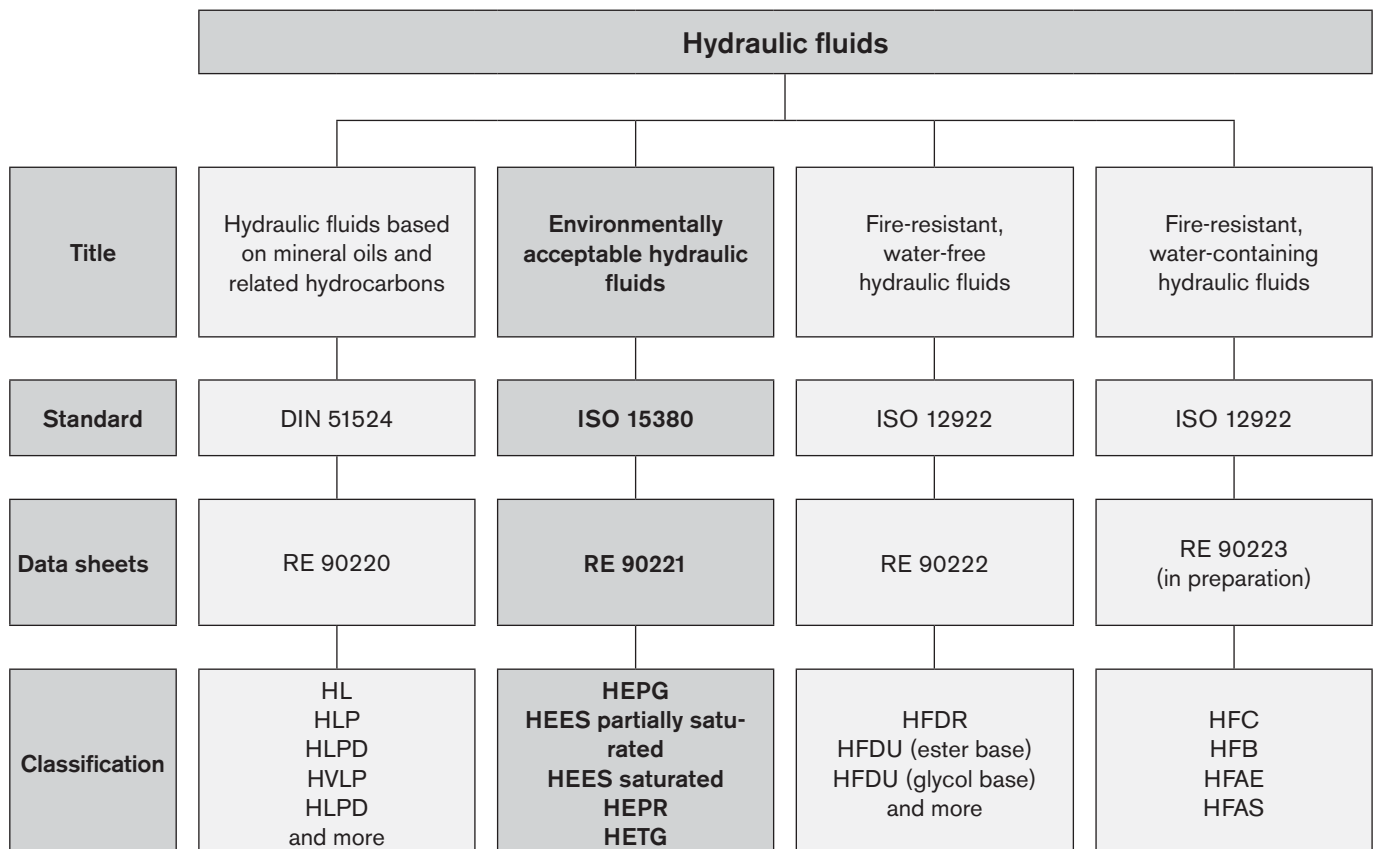 Hydraulic fluids
Title
Hydraulic fluids based
on mineral oils and
related hydrocarbons
Environmentally
acceptable hydraulic
fluids
Fire-resistant,
water-free
hydraulic fluids
Fire-resistant,
water-containing
hydraulic fluids
Standard
DIN 51524
ISO 15380
ISO 12922
ISO 12922
Data sheets
RE 90220
RE 90221
RE 90222
RE 90223
(in preparation)
Classification
HL
HLP
HLPD
HVLP
HLPD
and more
HEPG
HEES partially satu-
rated
HEES saturated
HEPR
HETG
HFDR
HFDU (ester base)
HFDU (glycol base)
and more
HFC
HFB
HFAE
HFAS